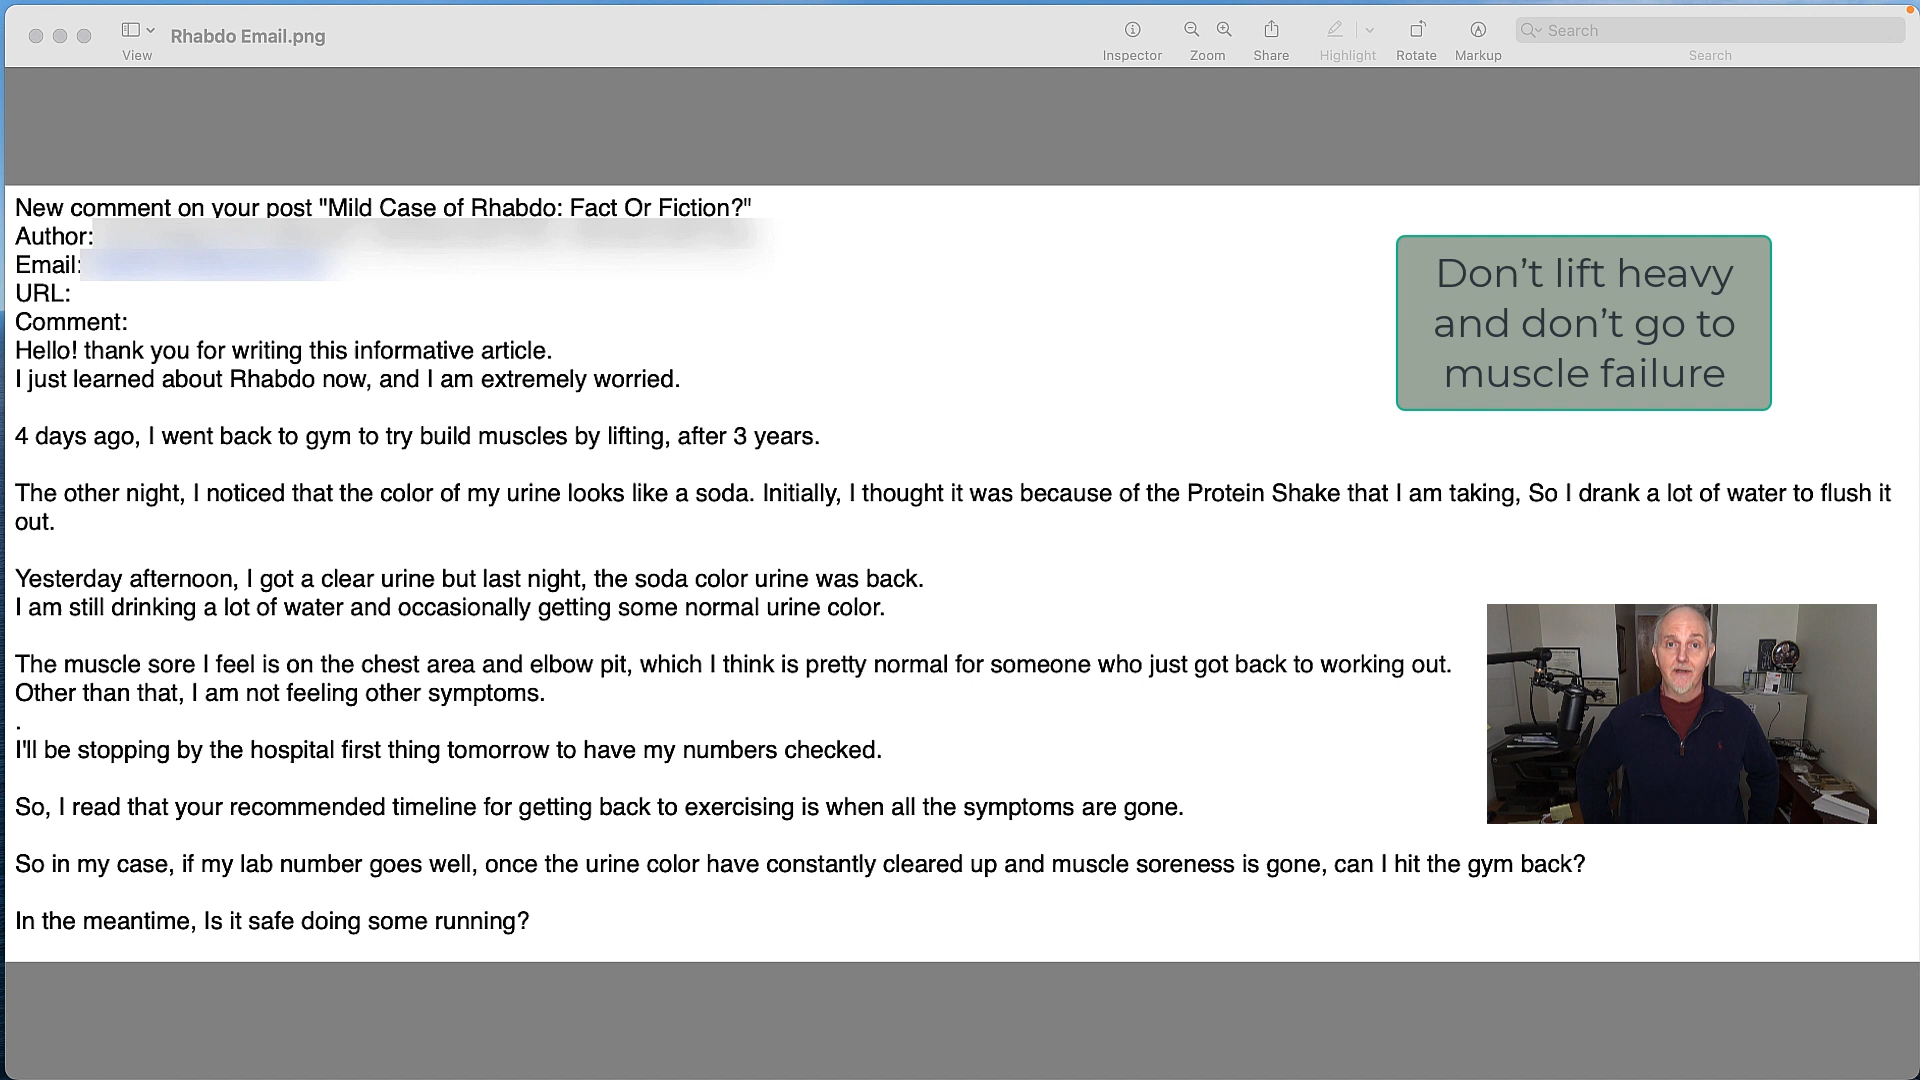 Rhabdo Email.png
View
Inspector
Zoom
Share
Highlight
Rotate
Markup
Search
Search
New comment on your post "Mild Case of Rhabdo: Fact Or Fiction?"
Author:
Email:
URL:
Comment:
Hello! thank you for writing this informative article.
I just learned about Rhabdo now, and I am extremely worried.
4 days ago, I went back to gym to try build muscles by lifting, after 3 years.
The other night, I noticed that the color of my urine looks like a soda. Initially, I thought it was because of the Protein Shake that I am taking, So I drank a lot of water to flush it
out.
Yesterday afternoon, I got a clear urine but last night, the soda color urine was back.
I am still drinking a lot of water and occasionally getting some normal urine color.
The muscle sore I feel is on the chest area and elbow pit, which I think is pretty normal for someone who just got back to working out.
Other than that, I am not feeling other symptoms.
.
I'll be stopping by the hospital first thing tomorrow to have my numbers checked.
So, I read that your recommended timeline for getting back to exercising is when all the symptoms are gone.
So in my case, if my lab number goes well, once the urine color have constantly cleared up and muscle soreness is gone, can I hit the gym back?
In the meantime, Is it safe doing some running?
Don’t lift heavy
and don’t go to
muscle failure